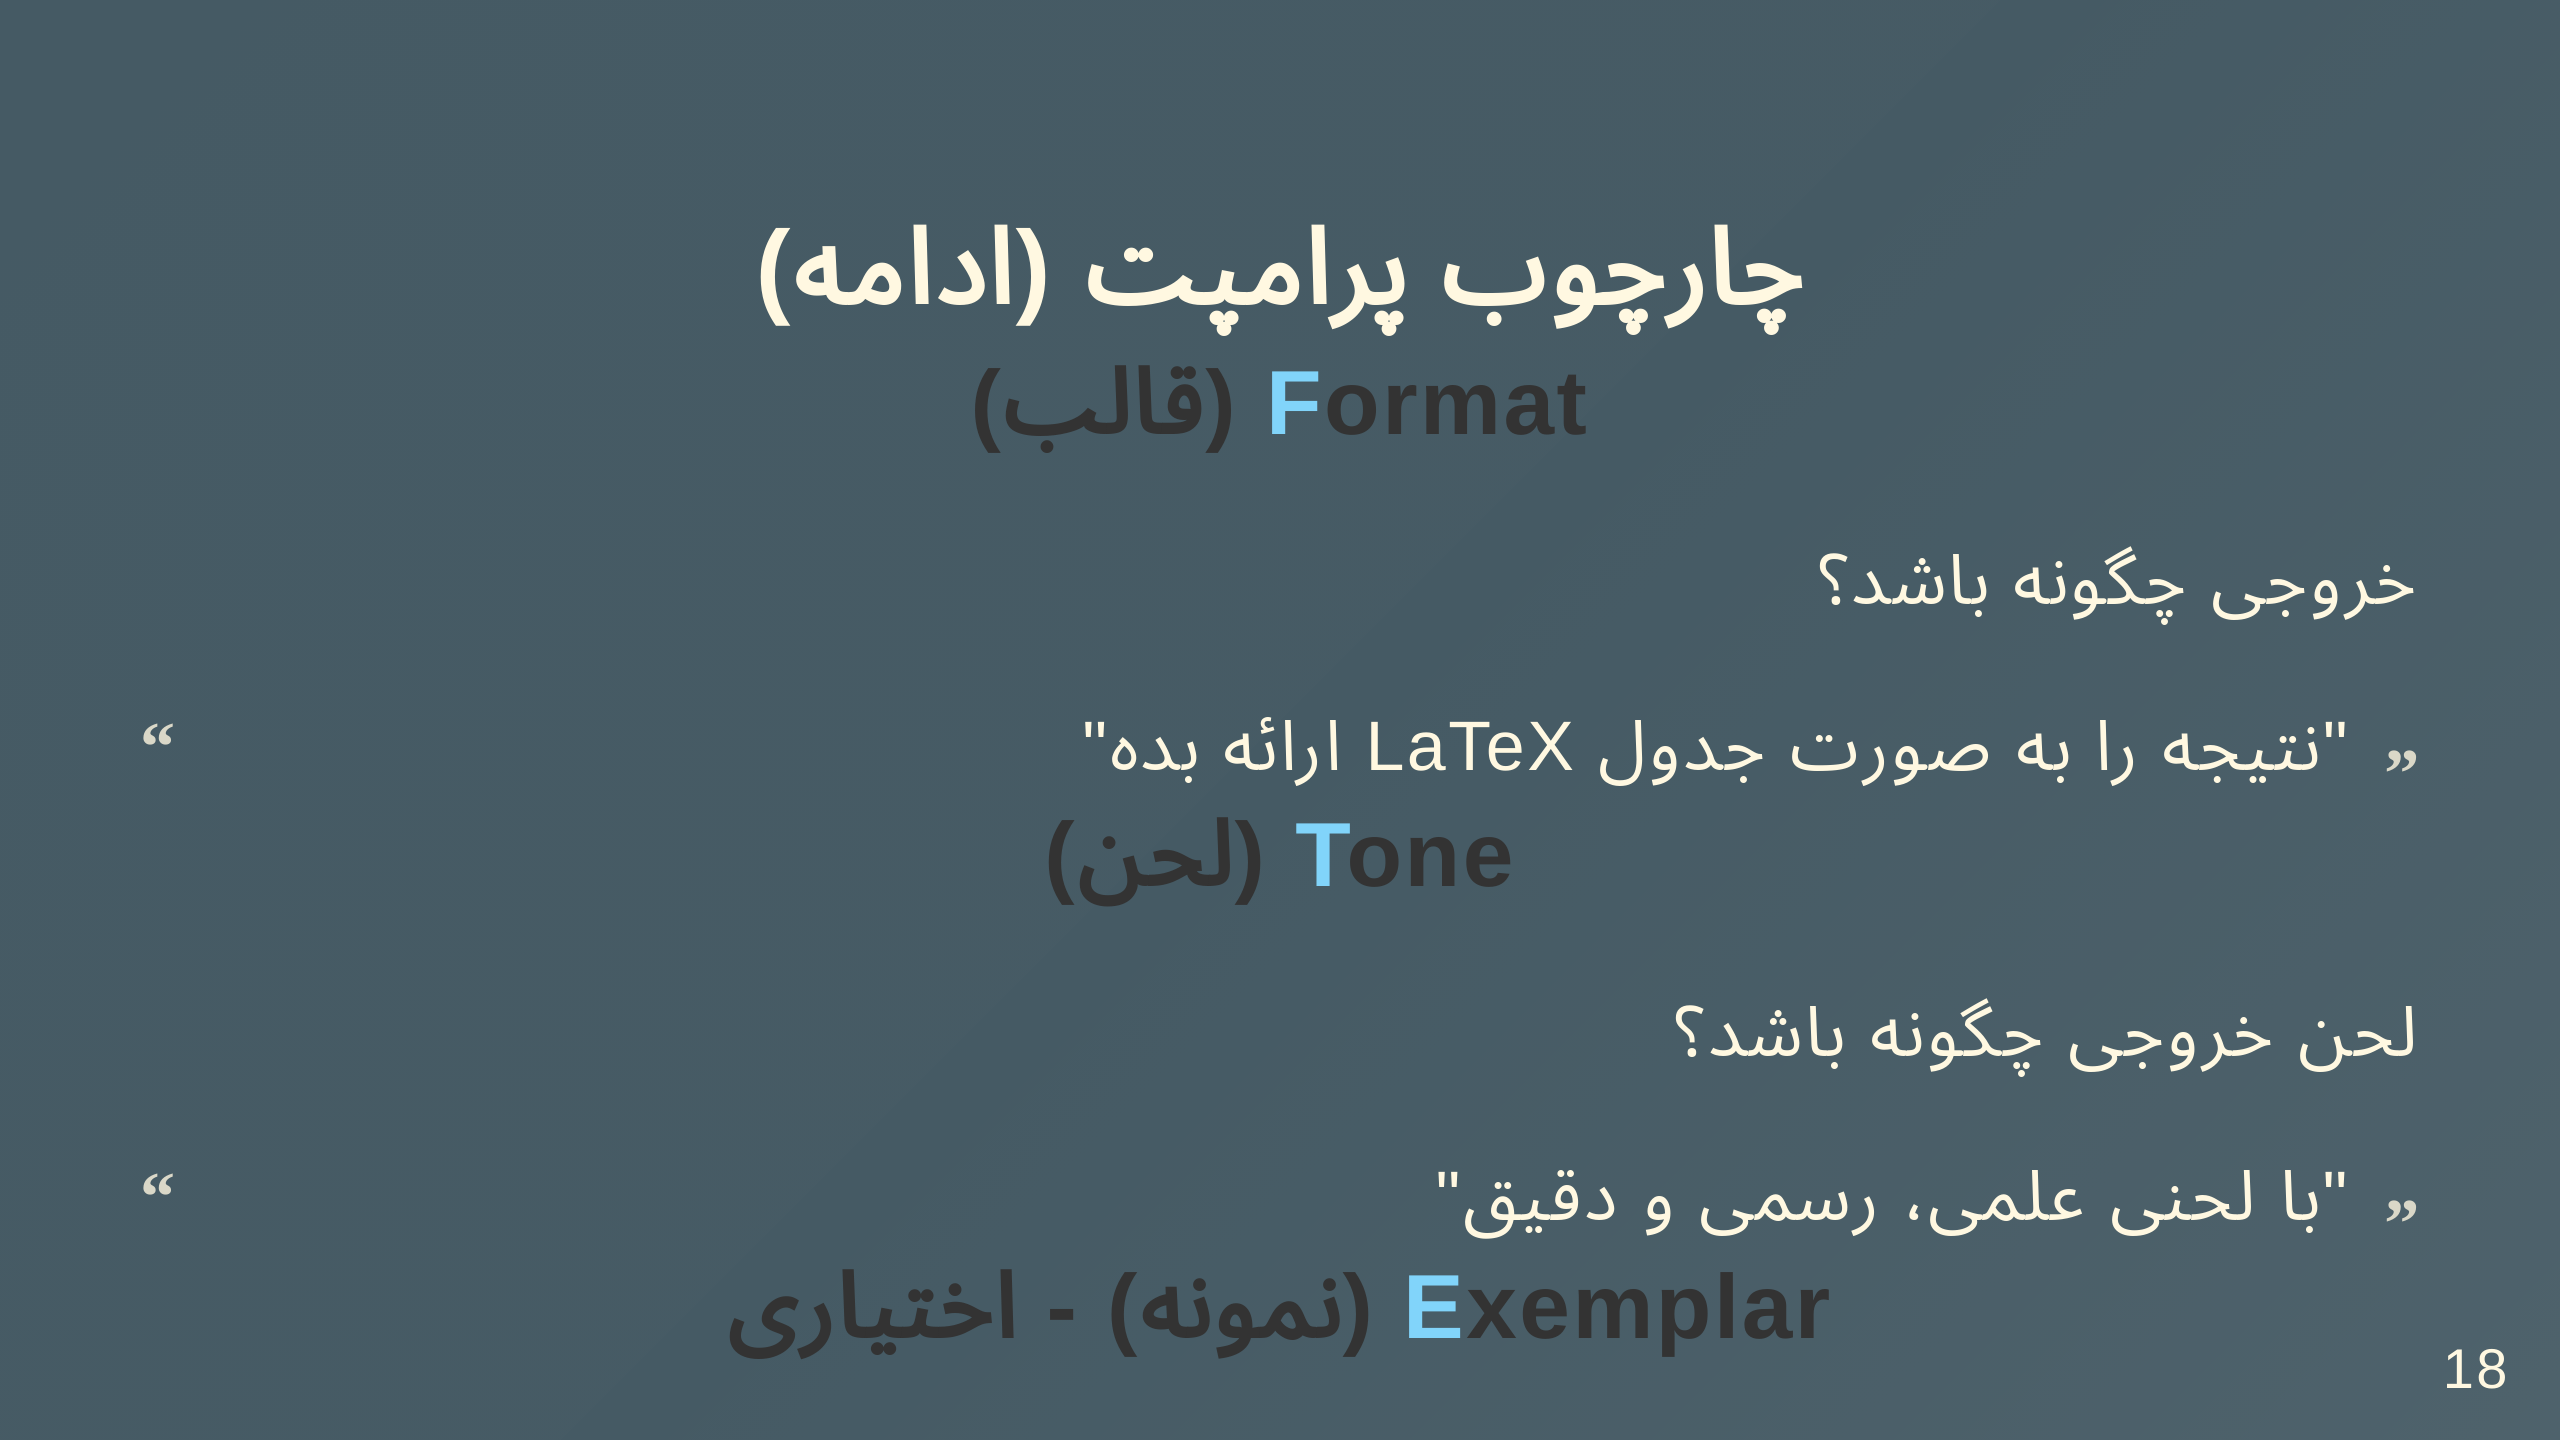 چارچوب پرامپت (ادامه)
Format (قالب)
خروجی چگونه باشد؟
” "نتیجه را به صورت جدول LaTeX ارائه بده" “
Tone (لحن)
لحن خروجی چگونه باشد؟
” "با لحنی علمی، رسمی و دقیق" “
Exemplar (نمونه) - اختیاری
18